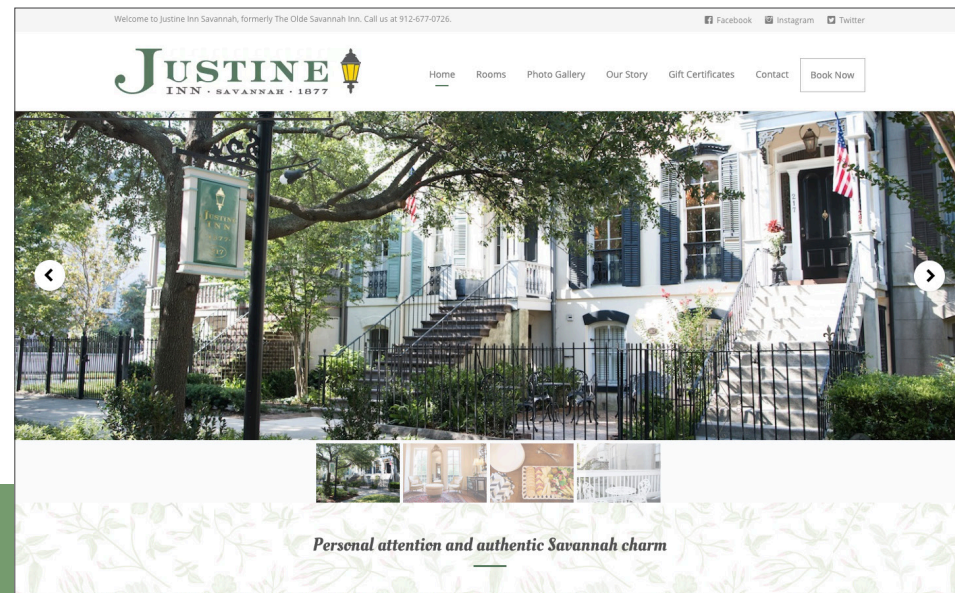 Welcome to Justine Inn Savannah, formerly The Olde Savannah Inn. Call us at 912-677-0726.
Facebook Instagram Twitter
JUSTINE
INN · SAVANNAH · 1877
Home Rooms Photo Gallery Our Story Gift Certificates Contact Book Now
JUSTINE
INN
Personal attention and authentic Savannah charm